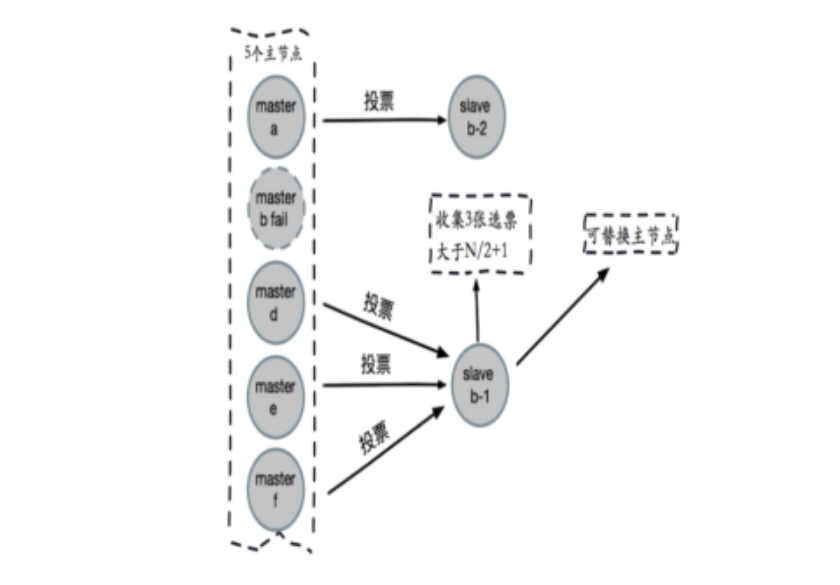 5个主节点
master
a
投票
slave
b-2
master
b fail
收集3张选票
大于N/2+1
可替换主节点
master
d
投票
投票
slave
b-1
master
e
投票
master
f